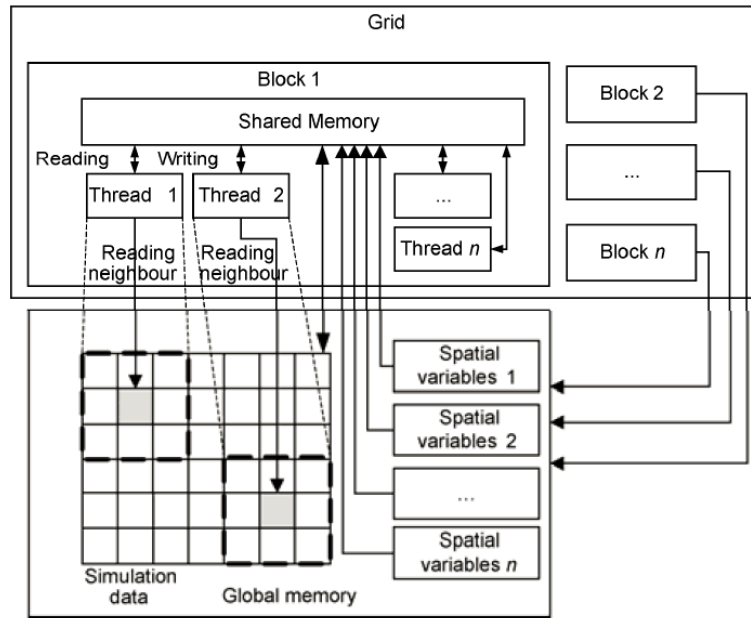 Grid
Block 1
Block 2
Shared Memory
Reading
Writing
Thread 1
Thread 2
...
...
Thread n
Block n
Reading
neighbour
Reading
neighbour
Spatial
variables 1
Spatial
variables 2
...
Spatial
variables n
Simulation
data
Global memory